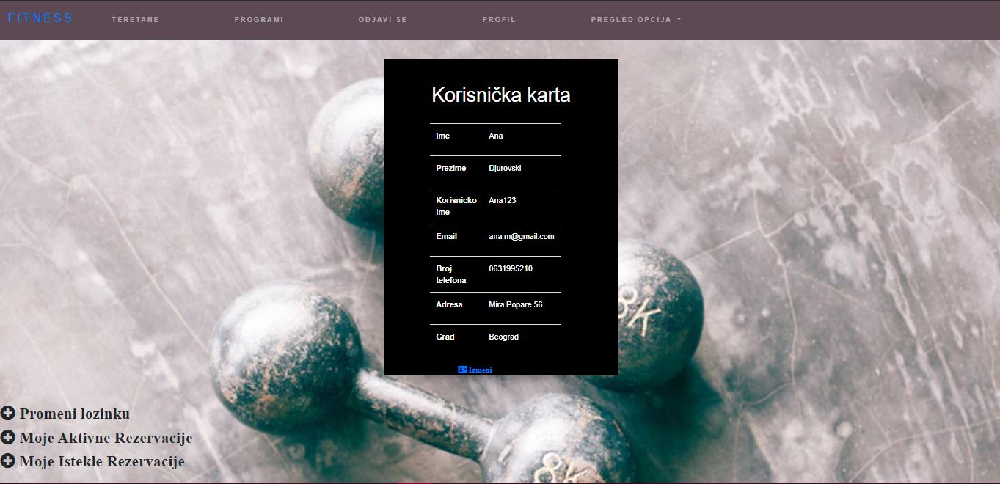 FITNESS TERETANE PROGRAMI ODJAVI SE PROFIL PREGLED OPCIJA
Korisnička karta
Ime Ana
Prezime Djurovski
Korisnicko Ana123
ime
Email ana.m@gmail.com
Broj 0631995210
telefona
Adresa Mira Popare 56
Grad Beograd
Izmeni
8K
8K
Promeni lozinku
Moje Aktivne Rezervacije
Moje Istekle Rezervacije